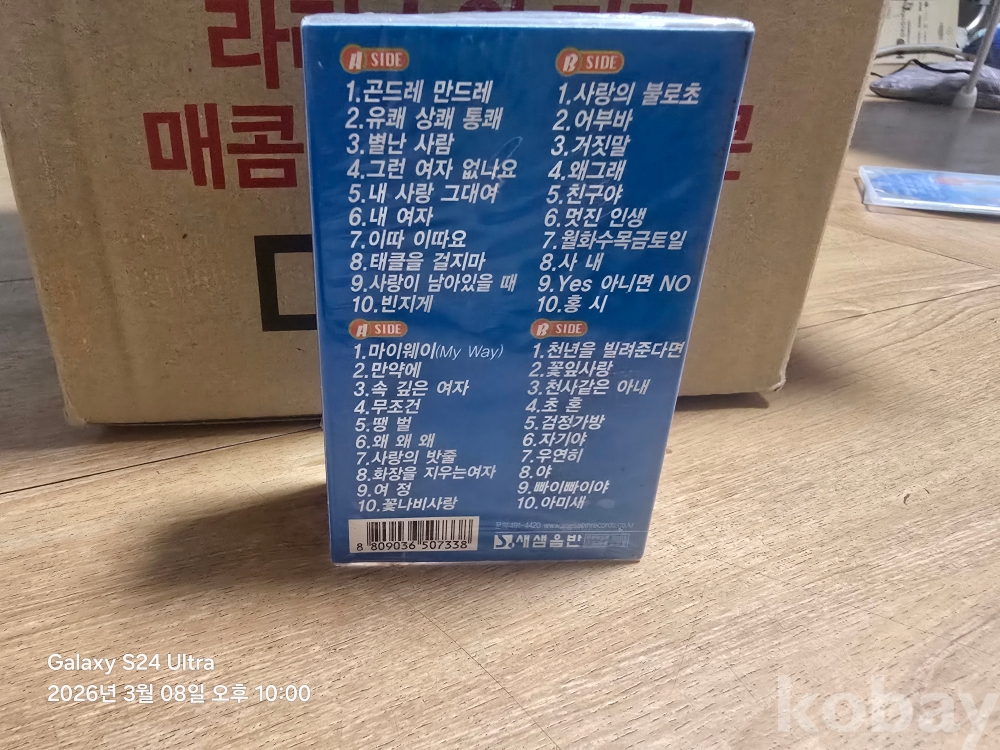 매콤
A SIDE
1.곤드레 만드레
2.유쾌 상쾌 통쾌
3.별난 사람
4.그런 여자 없나요
5.내 사랑 그대여
6.내 여자
7.이따 이따요
8.태클을 걸지마
9.사랑이 남아있을 때
10.빈지게
B SIDE
1.사랑의 불로초
2.어부바
3.거짓말
4.왜그래
5.친구야
6.멋진 인생
7.월화수목금토일
8.사 내
9.Yes 아니면 NO
10.홍 시
A SIDE
1.마이웨이(My Way)
2.만약에
3.속 깊은 여자
4.무조건
5.땡 벌
6.왜 왜 왜
7.사랑의 밧줄
8.화장을 지우는여자
9.여 정
10.꽃나비사랑
B SIDE
1.천년을 빌려준다면
2.꽃잎사랑
3.천사같은 아내
4.초 혼
5.검정가방
6.자기야
7.우연히
8.야
9.빠이빠이야
10.아미새
8 809036 507338
새샘음반
Galaxy S24 Ultra
2026년 3월 08일 오후 10:00
kobay